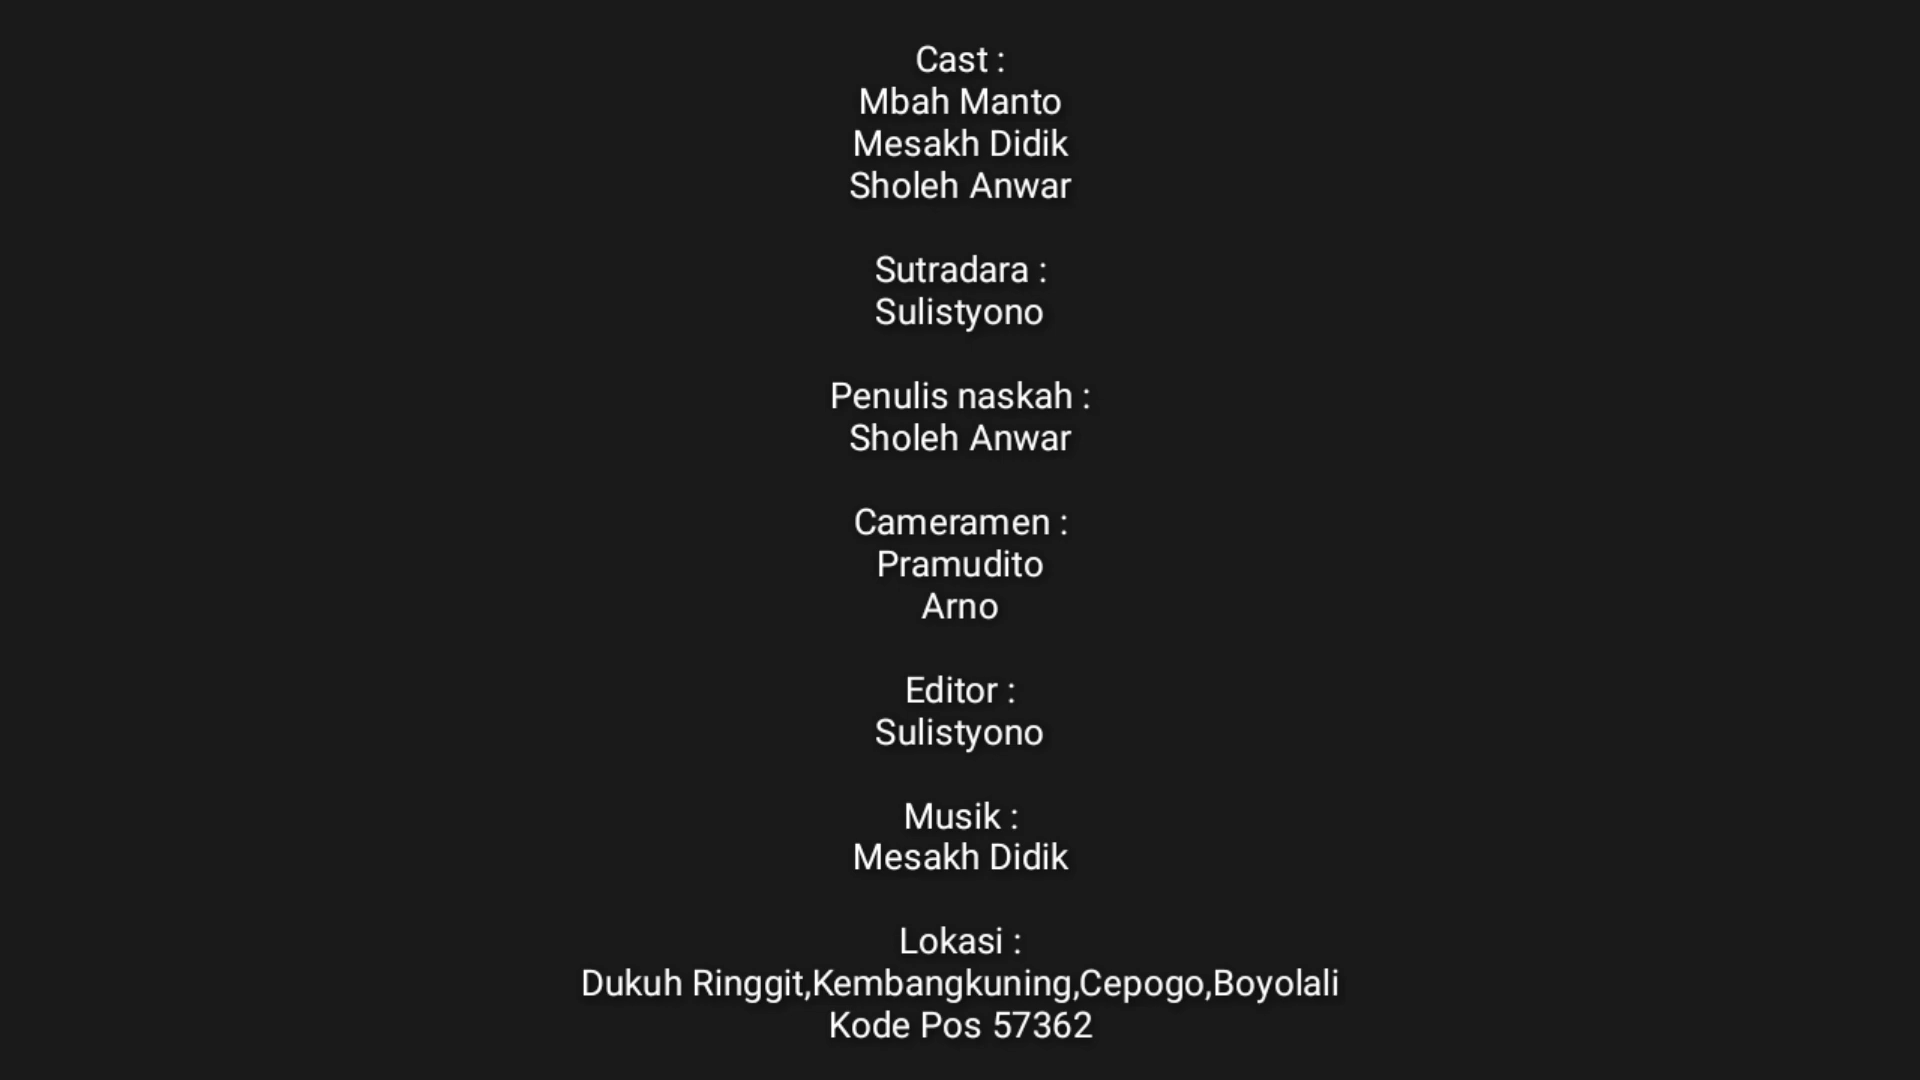 Cast :
Mbah Manto
Mesakh Didik
Sholeh Anwar
Sutradara :
Sulistyono
Penulis naskah :
Sholeh Anwar
Cameramen :
Pramudito
Arno
Editor :
Sulistyono
Musik :
Mesakh Didik
Lokasi :
Dukuh Ringgit,Kembangkuning,Cepogo,Boyolali
Kode Pos 57362